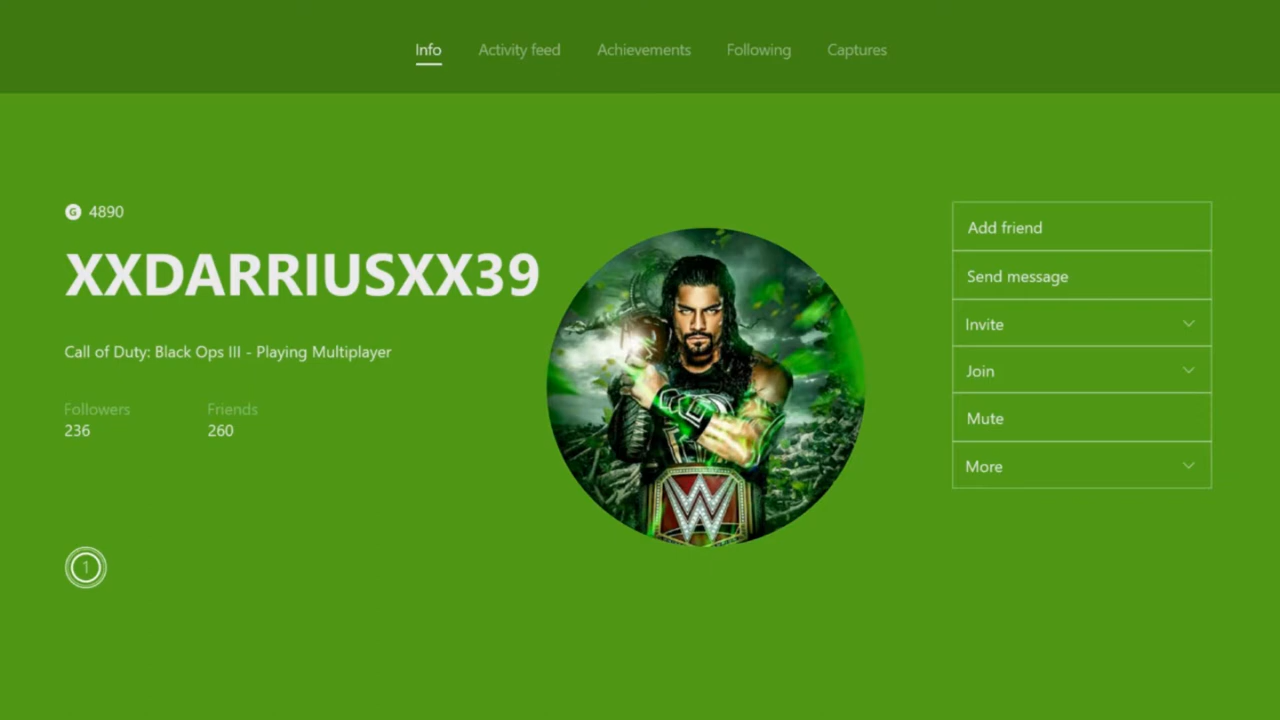 Info Activity feed Achievements Following Captures
G 4890
XXDARRIUSXX39
Call of Duty: Black Ops III - Playing Multiplayer
Followers Friends
236 260
1
W
Add friend
Send message
Invite
Join
Mute
More